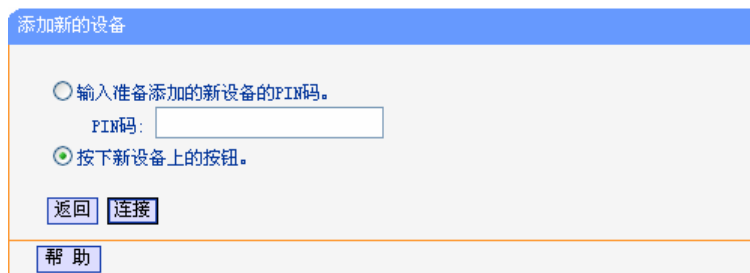 添加新的设备
输入准备添加的新设备的PIN码。
PIN码:
按下新设备上的按钮。
返回 连接
帮 助